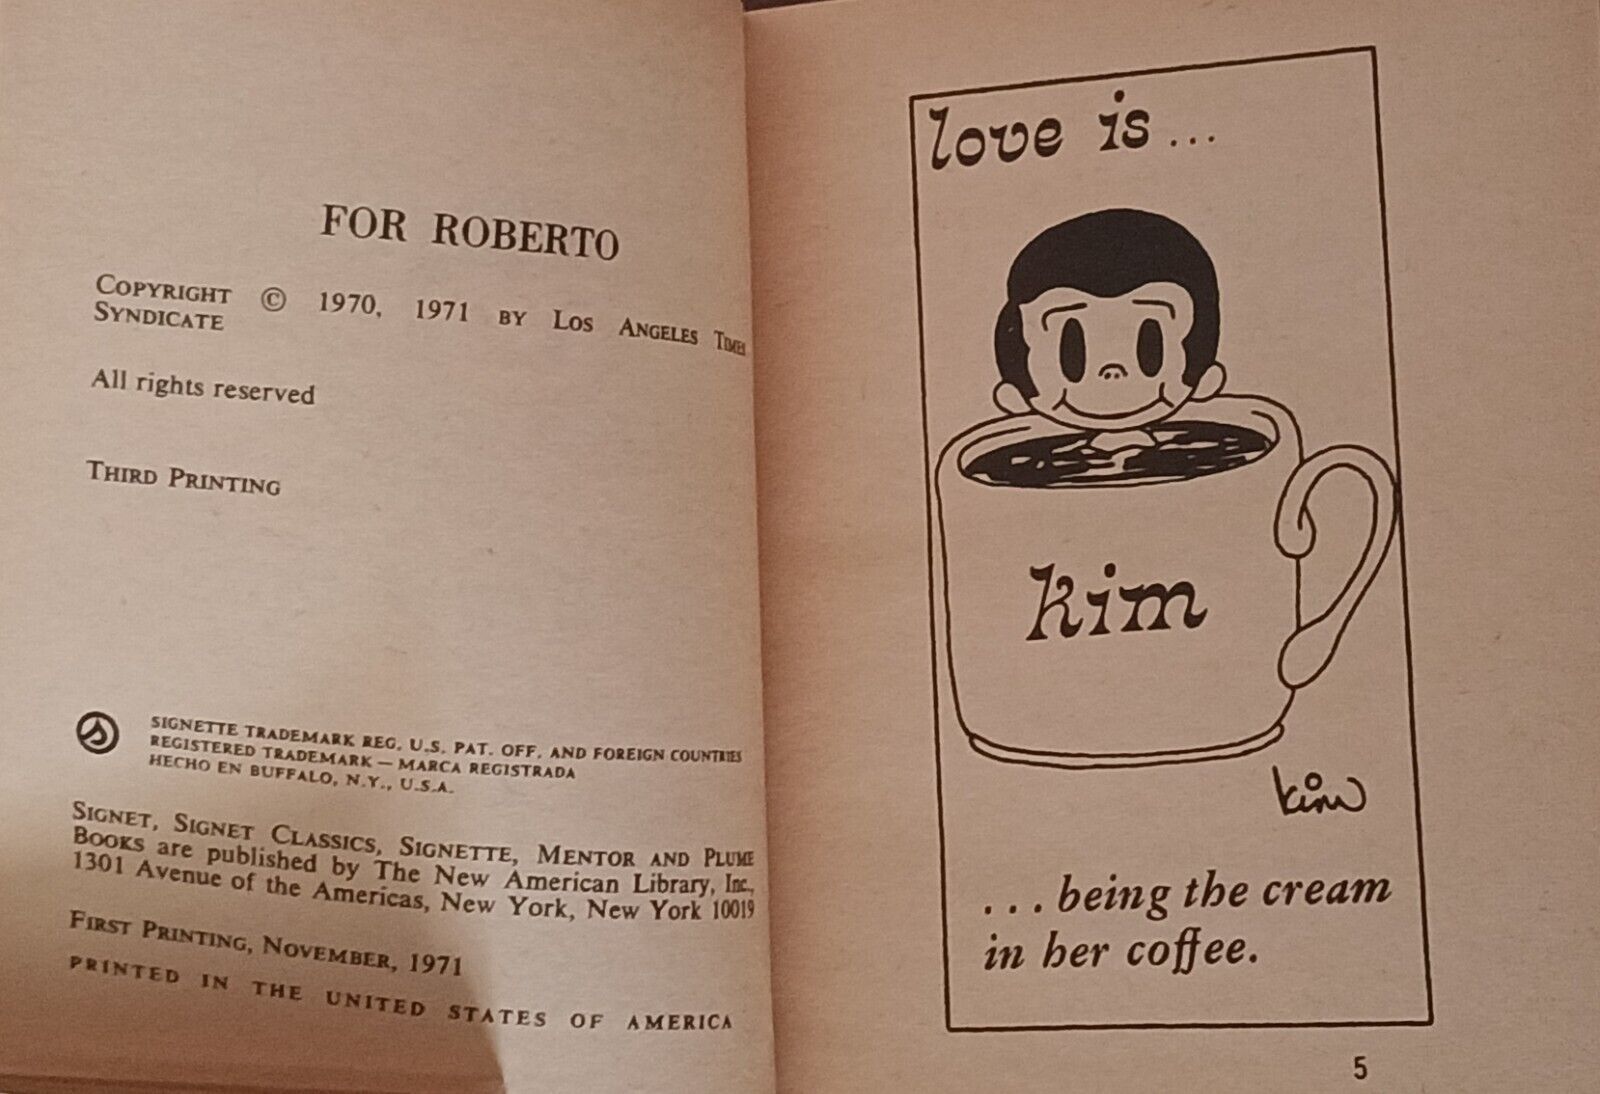 FOR ROBERTO
COPYRIGHT © 1970, 1971 BY LOS ANGELES TIMES
SYNDICATE
All rights reserved
THIRD PRINTING
SIGNETTE TRADEMARK REG. U.S. PAT. OFF. AND FOREIGN COUNTRIES
REGISTERED TRADEMARK — MARCA REGISTRADA
HECHO EN BUFFALO, N.Y., U.S.A.
SIGNET, SIGNET CLASSICS, SIGNETTE, MENTOR AND PLUME
BOOKS are published by The New American Library, Inc.,
1301 Avenue of the Americas, New York, New York 10019
FIRST PRINTING, NOVEMBER, 1971
PRINTED IN THE UNITED STATES OF AMERICA
love is...
kim
kim
...being the cream
in her coffee.
5